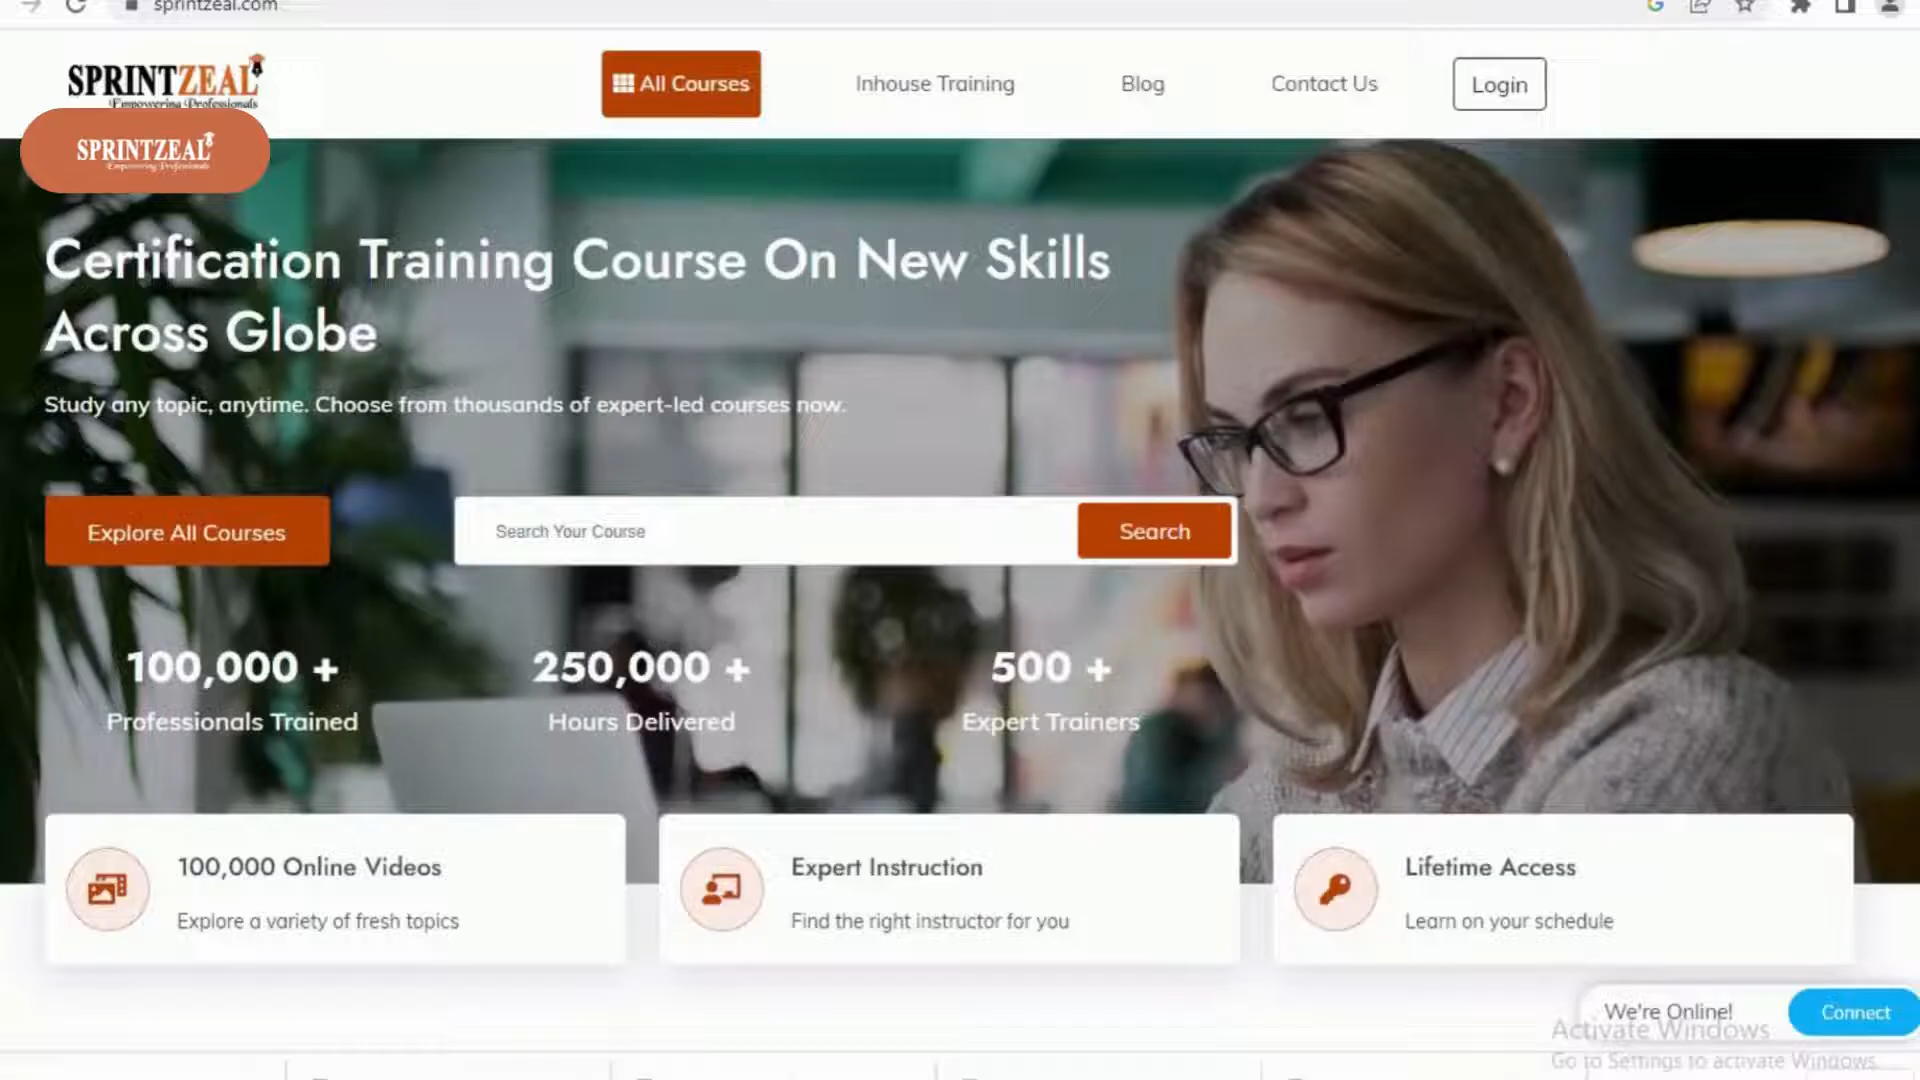 sprintzeal.com
SPRINTZEAL
Empowering Professionals
All Courses
Inhouse Training
Blog
Contact Us
Login
SPRINTZEAL
Empowering Professionals
Certification Training Course On New Skills
Across Globe
Study any topic, anytime. Choose from thousands of expert-led courses now.
Explore All Courses
Search Your Course
Search
100,000 +
250,000 +
500 +
Professionals Trained
Hours Delivered
Expert Trainers
100,000 Online Videos
Explore a variety of fresh topics
Expert Instruction
Find the right instructor for you
Lifetime Access
Learn on your schedule
We're Online!
Connect
Activate Windows
Go to Settings to activate Windows.